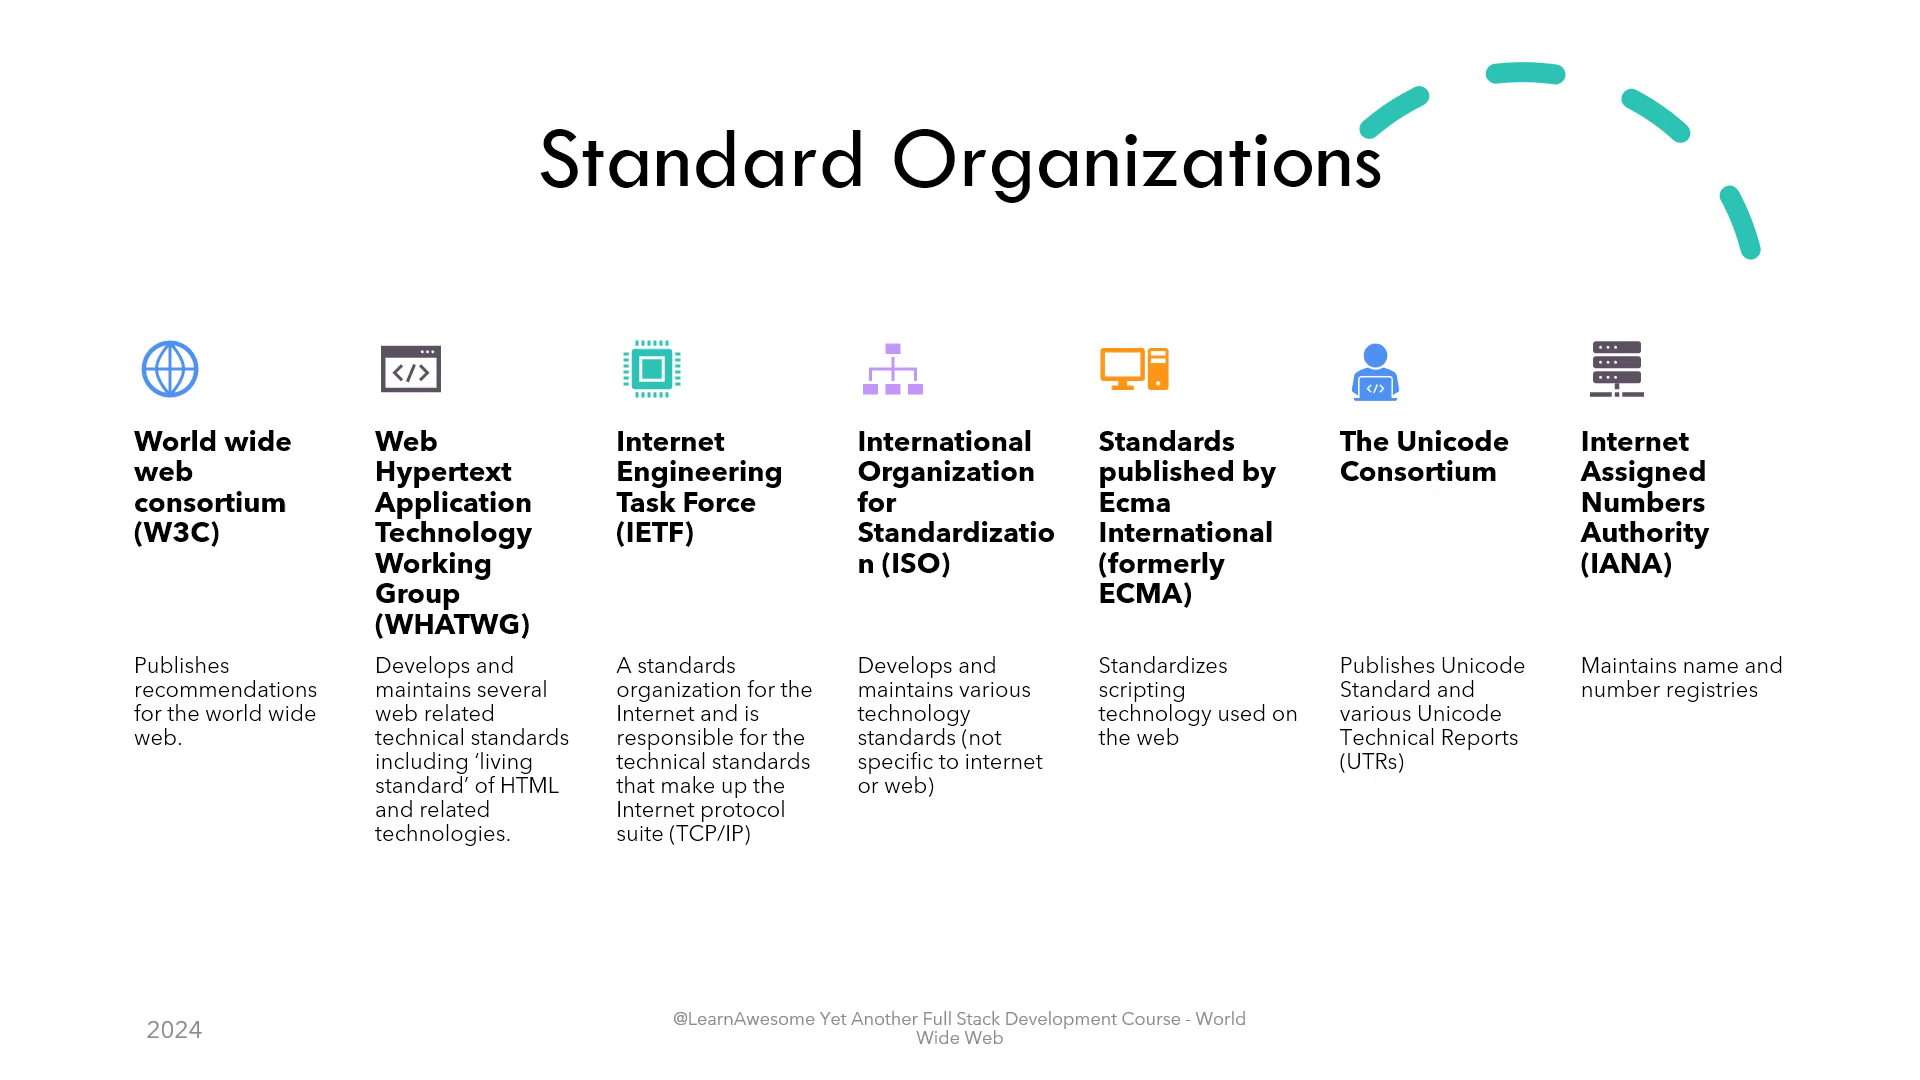 Standard Organizations
World wide
web
consortium
(W3C)
Publishes
recommendations
for the world wide
web.
Web
Hypertext
Application
Technology
Working
Group
(WHATWG)
Develops and
maintains several
web related
technical standards
including ‘living
standard’ of HTML
and related
technologies.
Internet
Engineering
Task Force
(IETF)
A standards
organization for the
Internet and is
responsible for the
technical standards
that make up the
Internet protocol
suite (TCP/IP)
International
Organization
for
Standardizatio
n (ISO)
Develops and
maintains various
technology
standards (not
specific to internet
or web)
Standards
published by
Ecma
International
(formerly
ECMA)
Standardizes
scripting
technology used on
the web
The Unicode
Consortium
Publishes Unicode
Standard and
various Unicode
Technical Reports
(UTRs)
Internet
Assigned
Numbers
Authority
(IANA)
Maintains name and
number registries
2024
@LearnAwesome Yet Another Full Stack Development Course - World
Wide Web